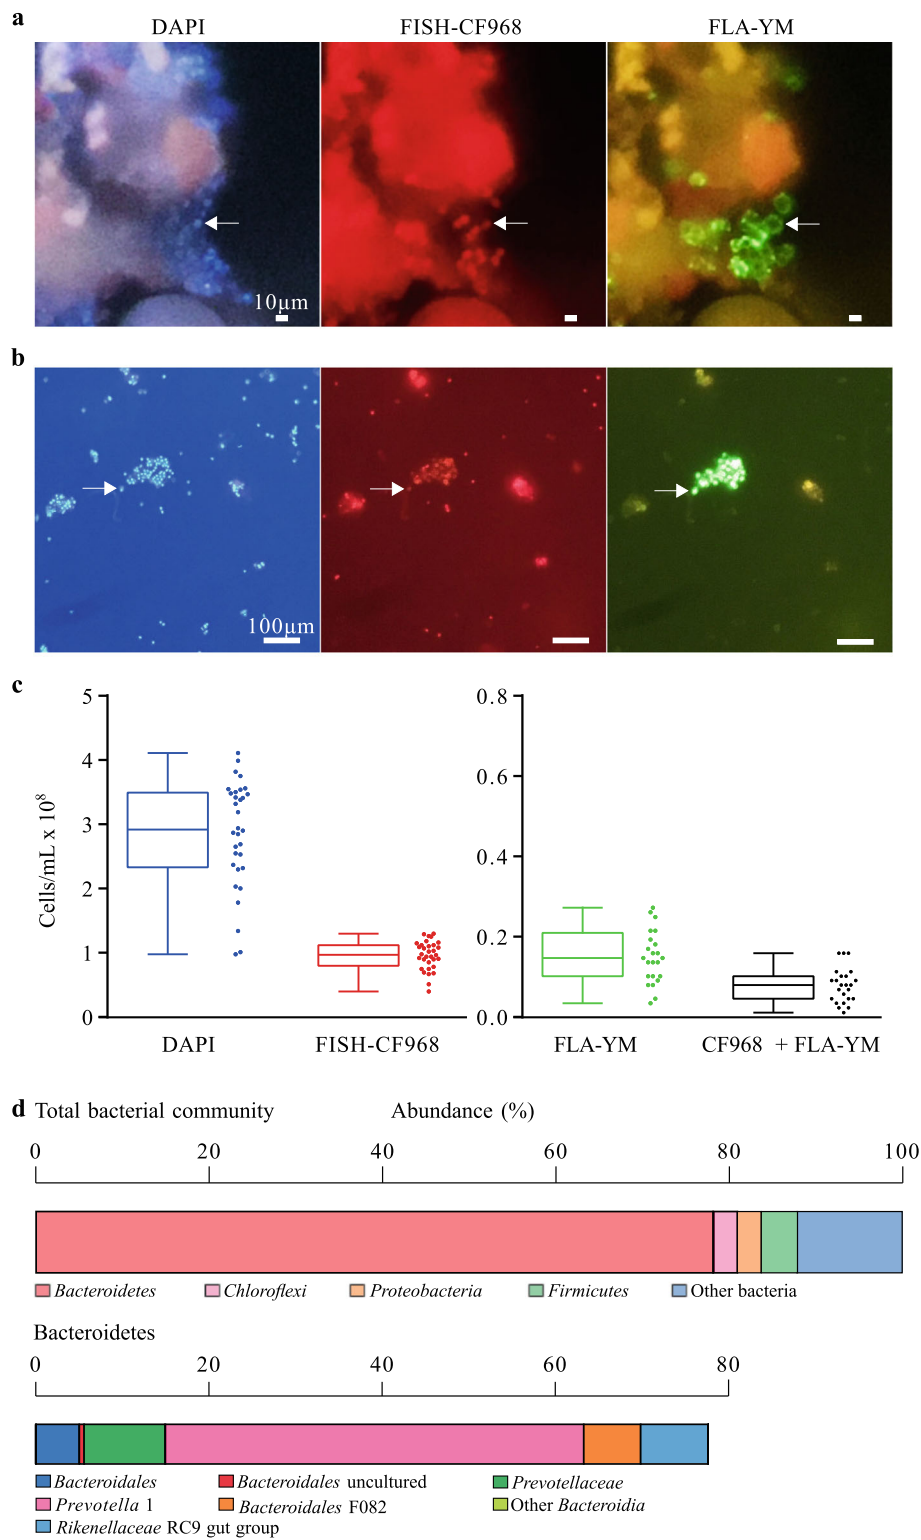 a
DAPI FISH-CF968 FLA-YM
10μm
b
100μm
c
Cells/mL x 10⁸
5
4
3
2
1
0
DAPI FISH-CF968
0.8
0.6
0.4
0.2
0.0
FLA-YM CF968 + FLA-YM
d Total bacterial community Abundance (%)
0 20 40 60 80 100
Bacteroidetes Chloroflexi Proteobacteria Firmicutes Other bacteria
Bacteroidetes
0 20 40 60 80
Bacteroidales Bacteroidales uncultured Prevotellaceae
Prevotella 1 Bacteroidales F082 Other Bacteroidia
Rikenellaceae RC9 gut group